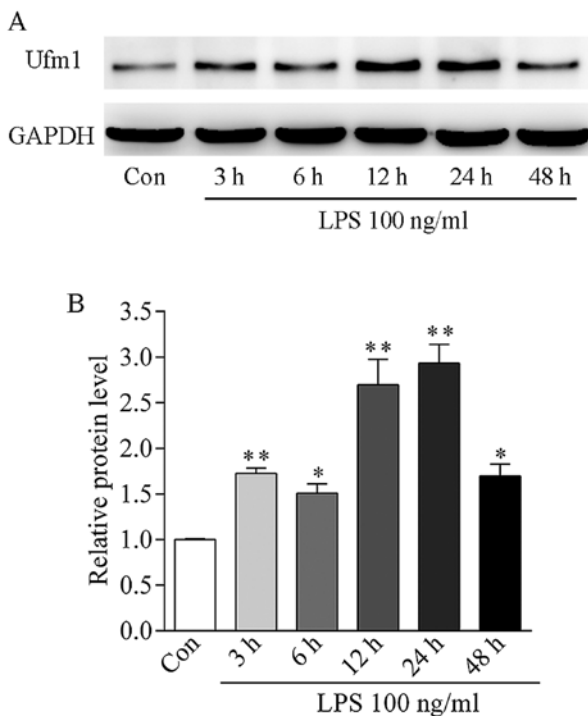 A
Ufm1
GAPDH
Con 3 h 6 h 12 h 24 h 48 h
LPS 100 ng/ml
B
Relative protein level
3.5
3.0
2.5
2.0
1.5
1.0
0.5
0.0
** * ** ** *
Con 3 h 6 h 12 h 24 h 48 h
LPS 100 ng/ml